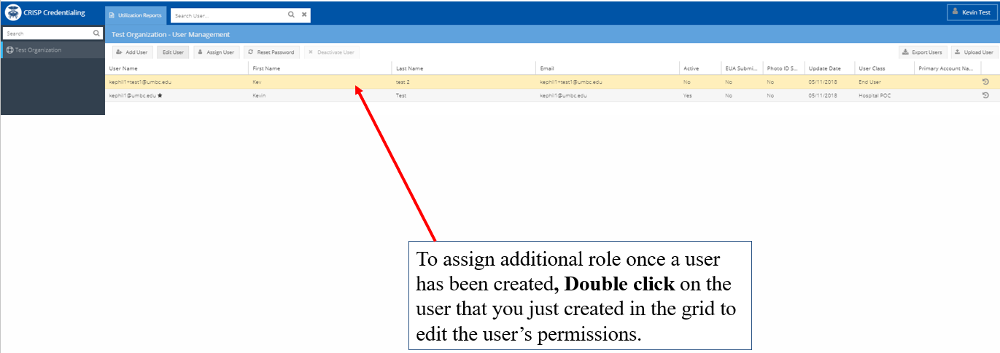 CRISP Credentialing
Utilization Reports
Search User...
Kevin Test
Search
Test Organization - User Management
Test Organization
Add User Edit User Assign User Reset Password Deactivate User Export Users Upload User
User Name First Name Last Name Email Active EUA Submi... Photo ID S... Update Date User Class Primary Account Na...
kephil1+test1@umbc.edu Kev test 2 kephil1+test1@umbc.edu No No No 05/11/2018 End User
kephil1@umbc.edu ★ Kevin Test kephil1@umbc.edu Yes No No 05/11/2018 Hospital POC
To assign additional role once a user
has been created, Double click on the
user that you just created in the grid to
edit the user’s permissions.